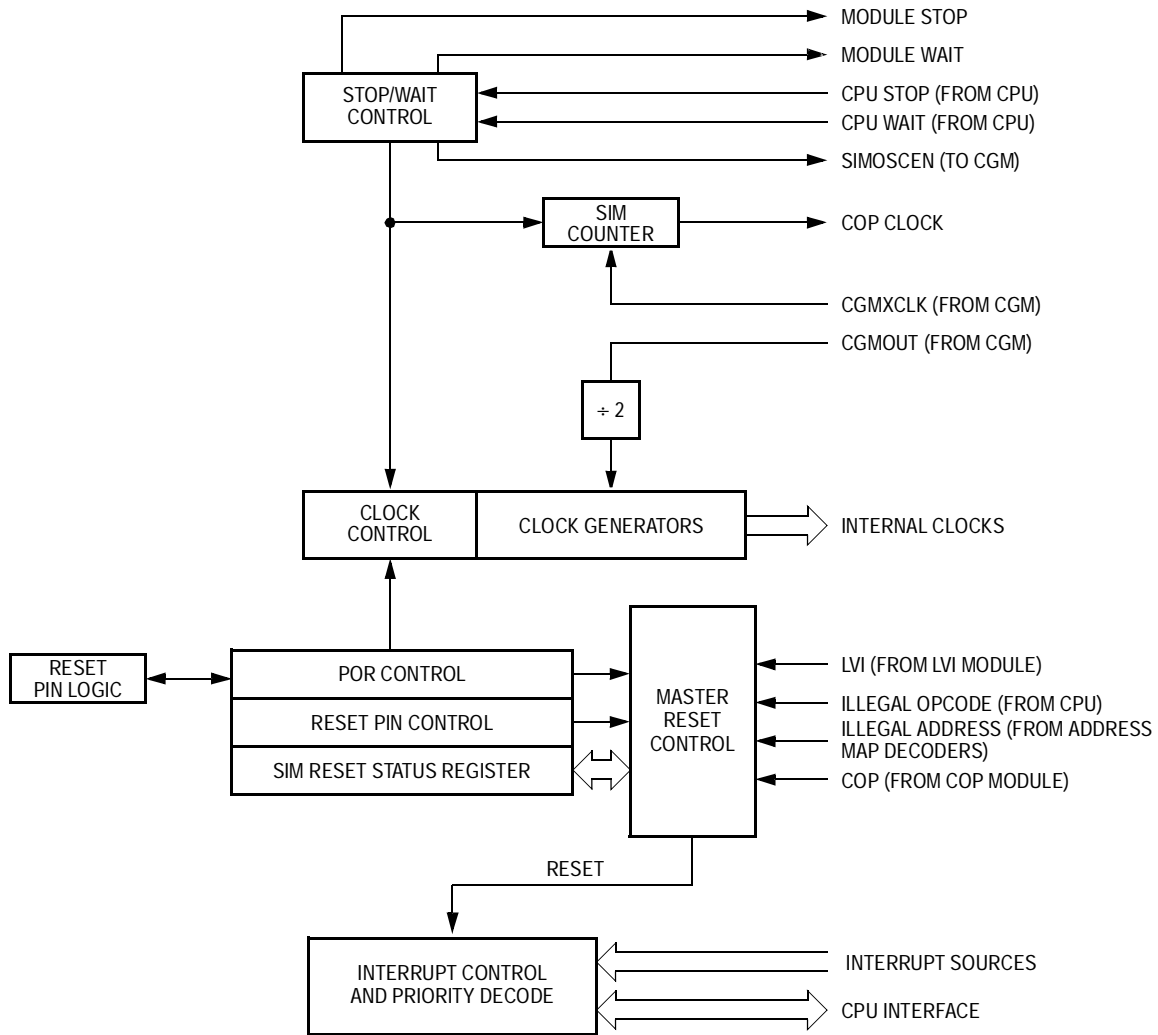 MODULE STOP
MODULE WAIT
STOP/WAIT
CONTROL
CPU STOP (FROM CPU)
CPU WAIT (FROM CPU)
SIMOSCEN (TO CGM)
SIM
COUNTER
COP CLOCK
CGMXCLK (FROM CGM)
CGMOUT (FROM CGM)
÷ 2
CLOCK
CONTROL
CLOCK GENERATORS
INTERNAL CLOCKS
RESET
PIN LOGIC
POR CONTROL
RESET PIN CONTROL
SIM RESET STATUS REGISTER
MASTER
RESET
CONTROL
LVI (FROM LVI MODULE)
ILLEGAL OPCODE (FROM CPU)
ILLEGAL ADDRESS (FROM ADDRESS
MAP DECODERS)
COP (FROM COP MODULE)
RESET
INTERRUPT CONTROL
AND PRIORITY DECODE
INTERRUPT SOURCES
CPU INTERFACE